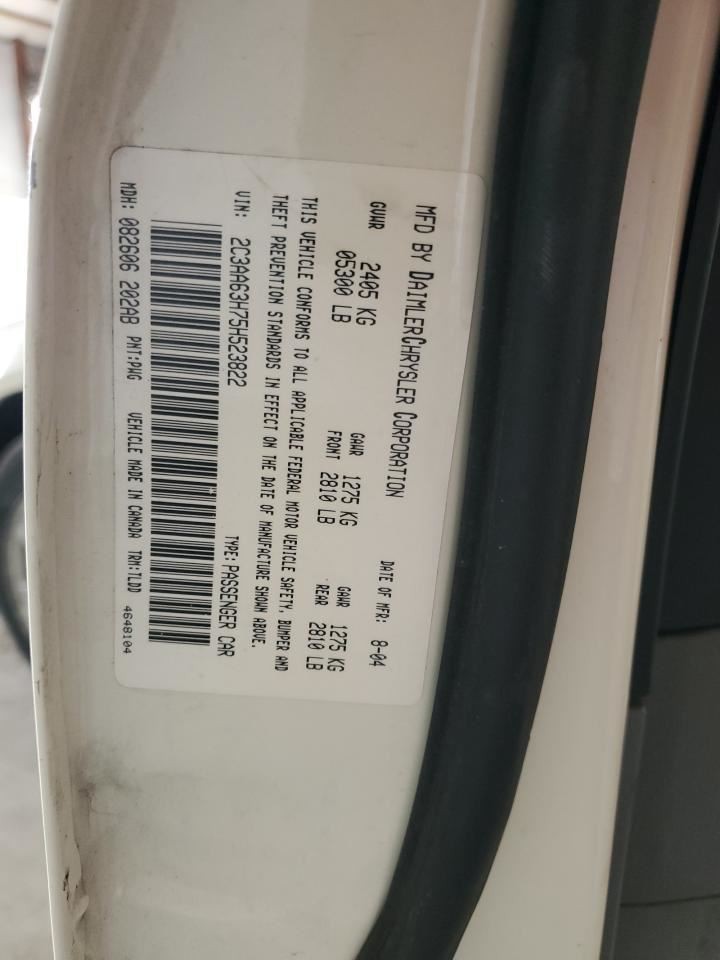 MFD BY DAIMLERCHRYSLER CORPORATION
DATE OF MFR: 8-04
GVWR 2405 KG
05300 LB
GAWR 1275 KG
FRONT 2810 LB
GAWR 1275 KG
REAR 2810 LB
THIS VEHICLE CONFORMS TO ALL APPLICABLE FEDERAL MOTOR VEHICLE SAFETY, BUMPER AND
THEFT PREVENTION STANDARDS IN EFFECT ON THE DATE OF MANUFACTURE SHOWN ABOVE.
VIN: 2C3AA63H75H523822
TYPE: PASSENGER CAR
MDH: 082606 202AB PNT:PWG VEHICLE MADE IN CANADA TRM:TLDD
4648104